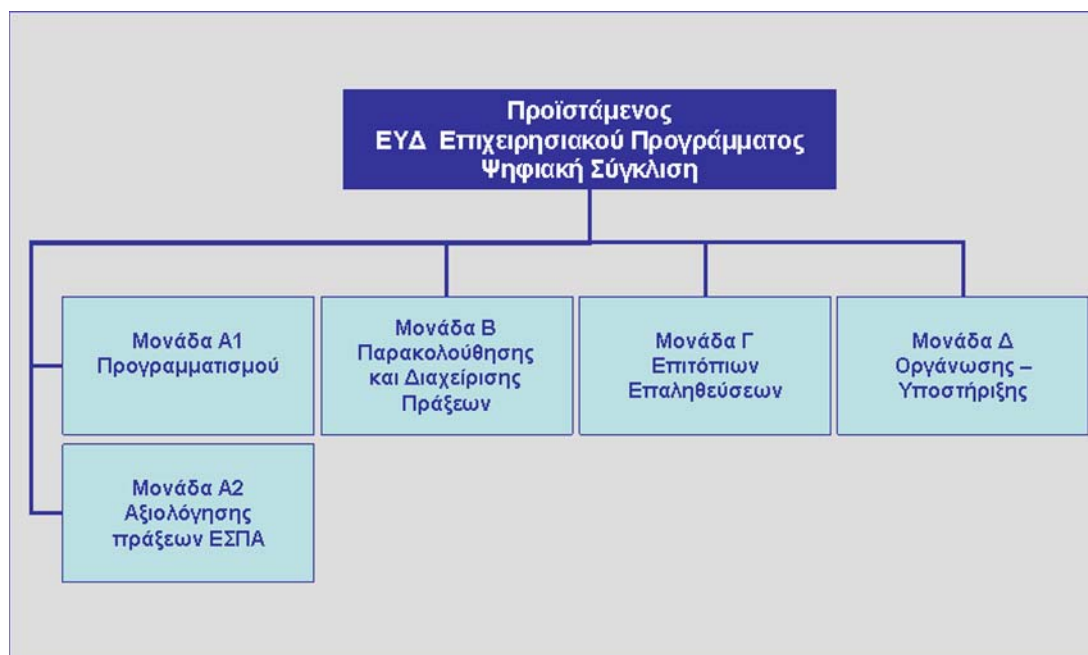 Προϊστάμενος
ΕΥΔ Επιχειρησιακού Προγράμματος
Ψηφιακή Σύγκλιση
Μονάδα Α1
Προγραμματισμού
Μονάδα Β
Παρακολούθησης
και Διαχείρισης
Πράξεων
Μονάδα Γ
Επιτόπιων
Επαληθεύσεων
Μονάδα Δ
Οργάνωσης –
Υποστήριξης
Μονάδα Α2
Αξιολόγησης
πράξεων ΕΣΠΑ